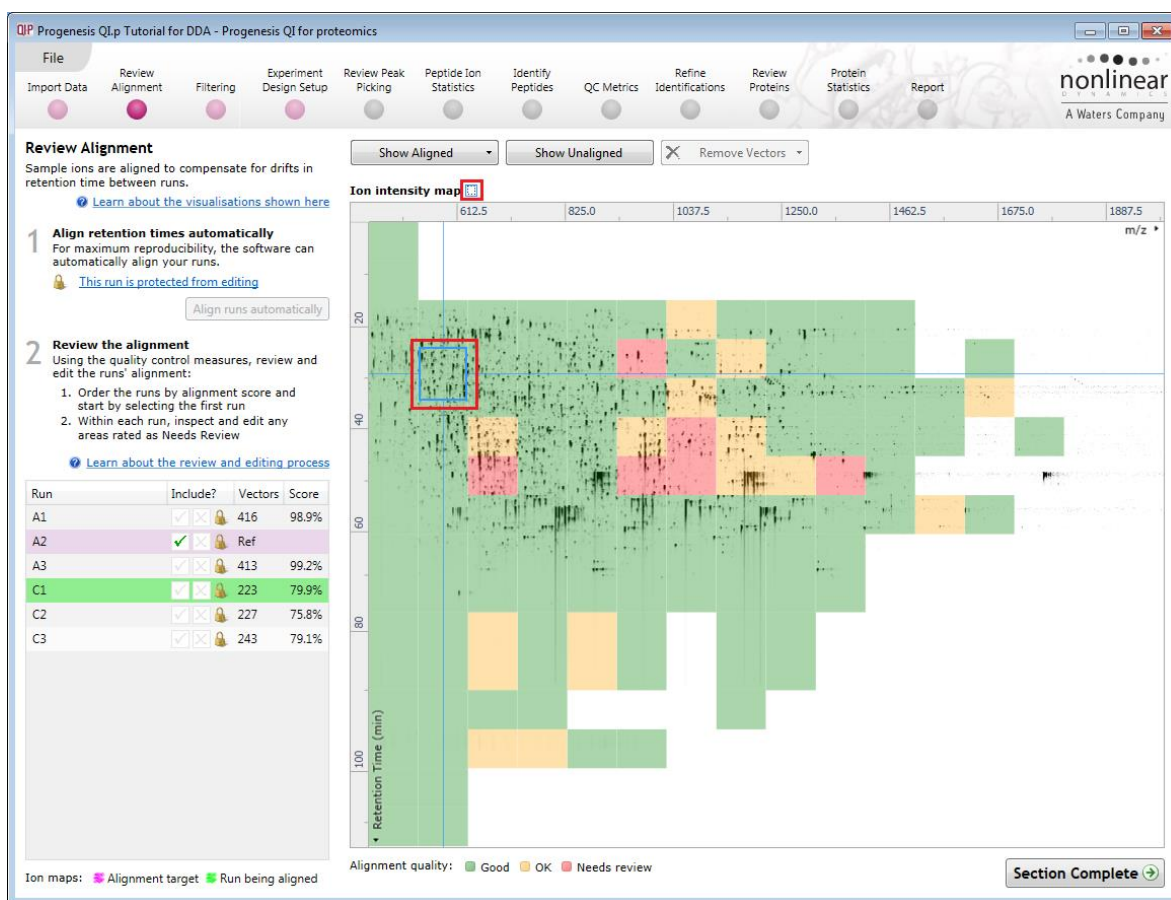 QIP Progenesis QI.p Tutorial for DDA - Progenesis QI for proteomics
File
Import Data
Review Alignment
Filtering
Experiment Design Setup
Review Peak Picking
Peptide Ion Statistics
Identify Peptides
QC Metrics
Refine Identifications
Review Proteins
Protein Statistics
Report
nonlinear
DYNAMICS
A Waters Company
Review Alignment
Sample ions are aligned to compensate for drifts in
retention time between runs.
Learn about the visualisations shown here
1 Align retention times automatically
For maximum reproducibility, the software can
automatically align your runs.
This run is protected from editing
Align runs automatically
2 Review the alignment
Using the quality control measures, review and
edit the runs' alignment:
1. Order the runs by alignment score and
start by selecting the first run
2. Within each run, inspect and edit any
areas rated as Needs Review
Learn about the review and editing process
Run Include? Vectors Score
A1 416 98.9%
A2 Ref
A3 413 99.2%
C1 223 79.9%
C2 227 75.8%
C3 243 79.1%
Ion maps: Alignment target Run being aligned
Show Aligned Show Unaligned Remove Vectors
Ion intensity map
612.5 825.0 1037.5 1250.0 1462.5 1675.0 1887.5
m/z
20
40
60
80
100
Retention Time (min)
Alignment quality: Good OK Needs review
Section Complete